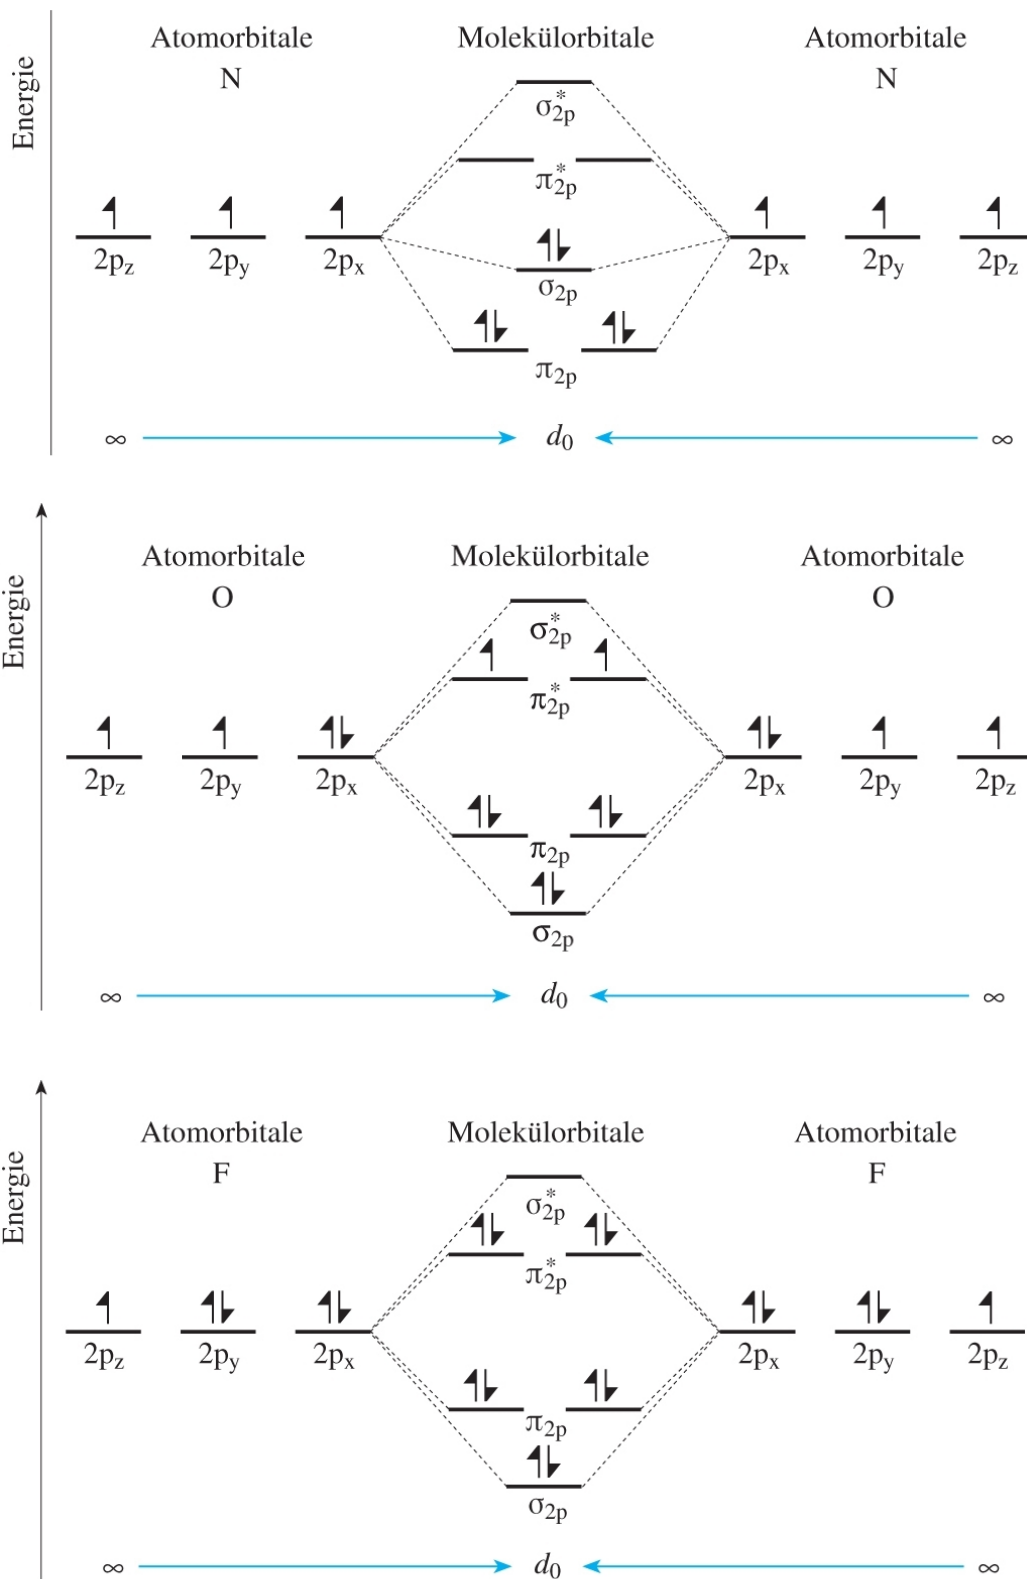 Energie
Atomorbitale Molekülorbitale Atomorbitale
N N
σ*2p
π*2p
2pz 2py 2px 2px 2py 2pz
σ2p
π2p
∞ d0 ∞
Energie
Atomorbitale Molekülorbitale Atomorbitale
O O
σ*2p
π*2p
2pz 2py 2px 2px 2py 2pz
π2p
σ2p
∞ d0 ∞
Energie
Atomorbitale Molekülorbitale Atomorbitale
F F
σ*2p
π*2p
2pz 2py 2px 2px 2py 2pz
π2p
σ2p
∞ d0 ∞